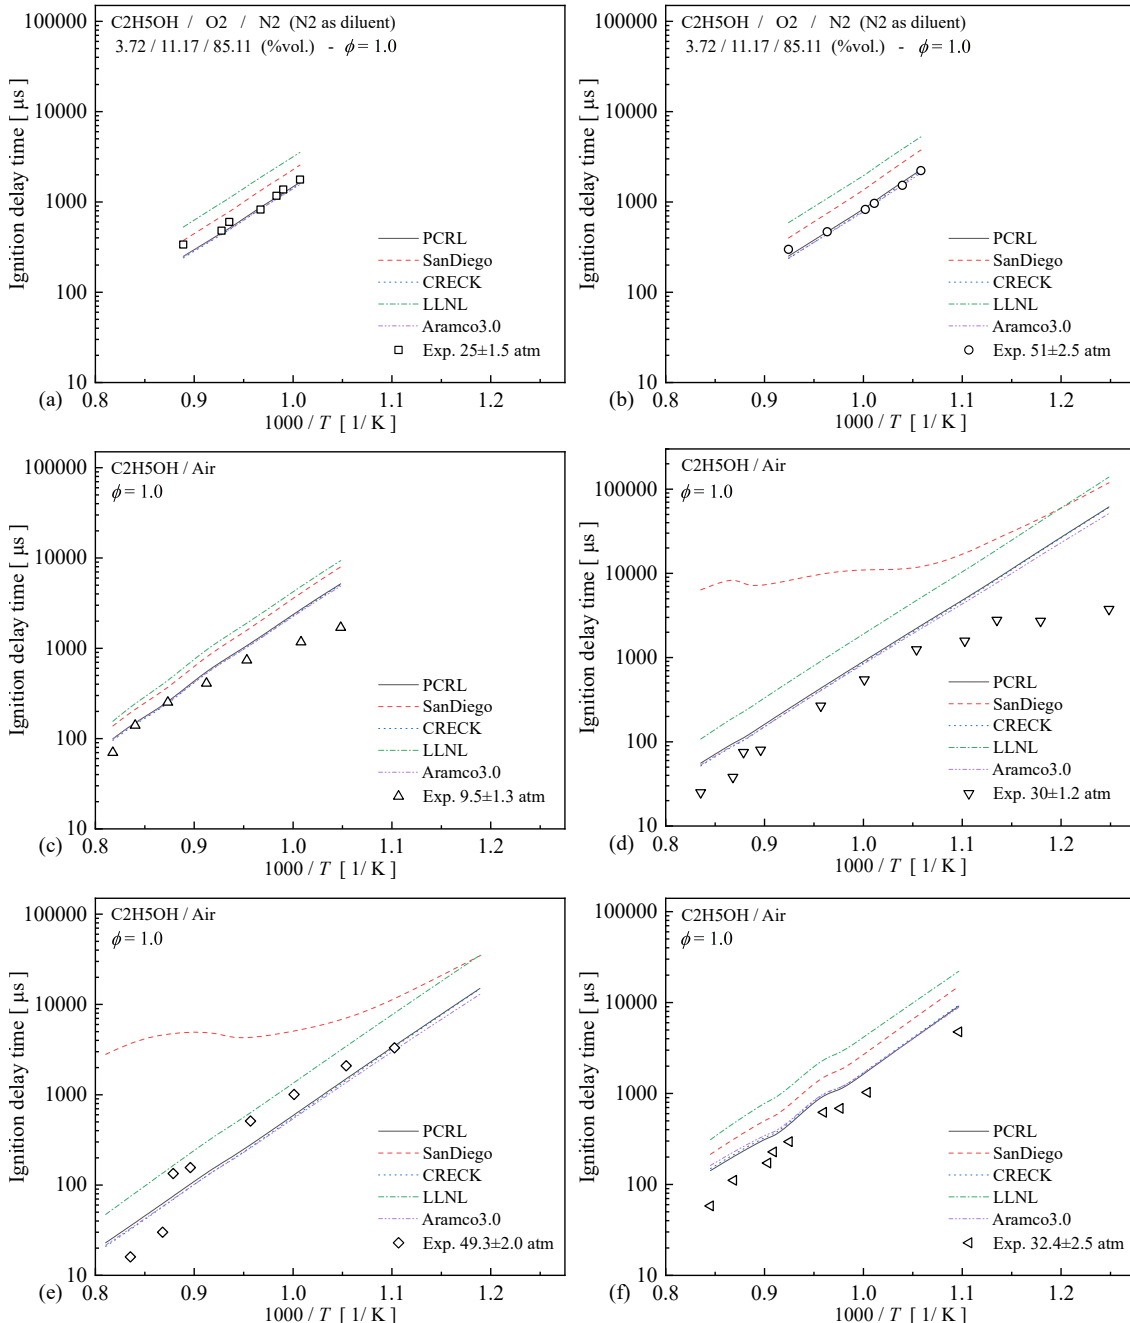 C2H5OH / O2 / N2 (N2 as diluent)
3.72 / 11.17 / 85.11 (%vol.) - ϕ = 1.0
Ignition delay time [ μs ]
100000
10000
1000
100
10
PCRL
SanDiego
CRECK
LLNL
Aramco3.0
Exp. 25±1.5 atm
(a)
0.8 0.9 1.0 1.1 1.2
1000 / T [ 1/ K ]
C2H5OH / O2 / N2 (N2 as diluent)
3.72 / 11.17 / 85.11 (%vol.) - ϕ = 1.0
Ignition delay time [ μs ]
100000
10000
1000
100
10
PCRL
SanDiego
CRECK
LLNL
Aramco3.0
Exp. 51±2.5 atm
(b)
0.8 0.9 1.0 1.1 1.2
1000 / T [ 1/ K ]
C2H5OH / Air
ϕ = 1.0
Ignition delay time [ μs ]
100000
10000
1000
100
10
PCRL
SanDiego
CRECK
LLNL
Aramco3.0
Exp. 9.5±1.3 atm
(c)
0.8 0.9 1.0 1.1 1.2
1000 / T [ 1/ K ]
C2H5OH / Air
ϕ = 1.0
Ignition delay time [ μs ]
100000
10000
1000
100
10
PCRL
SanDiego
CRECK
LLNL
Aramco3.0
Exp. 30±1.2 atm
(d)
0.8 0.9 1.0 1.1 1.2
1000 / T [ 1/ K ]
C2H5OH / Air
ϕ = 1.0
Ignition delay time [ μs ]
100000
10000
1000
100
10
PCRL
SanDiego
CRECK
LLNL
Aramco3.0
Exp. 49.3±2.0 atm
(e)
0.8 0.9 1.0 1.1 1.2
1000 / T [ 1/ K ]
C2H5OH / Air
ϕ = 1.0
Ignition delay time [ μs ]
100000
10000
1000
100
10
PCRL
SanDiego
CRECK
LLNL
Aramco3.0
Exp. 32.4±2.5 atm
(f)
0.8 0.9 1.0 1.1 1.2
1000 / T [ 1/ K ]